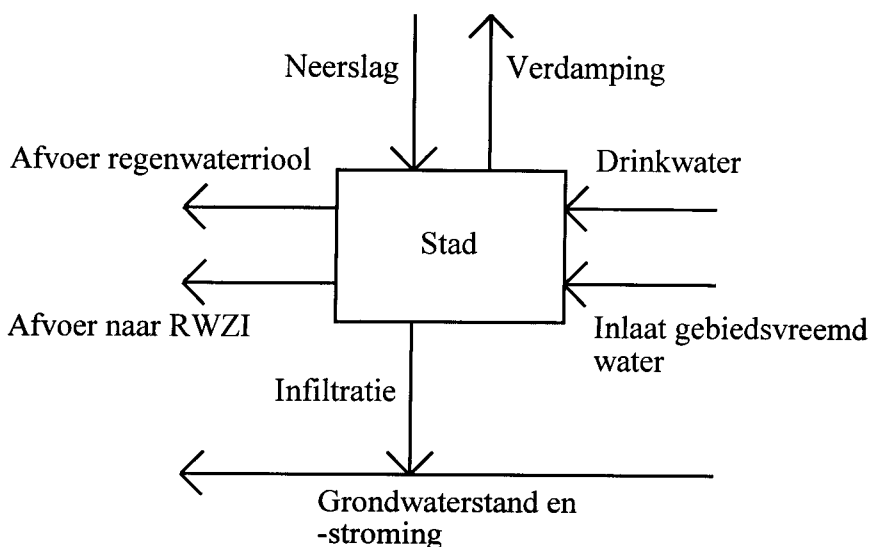 Neerslag
Verdamping
Afvoer regenwaterriool
Drinkwater
Stad
Afvoer naar RWZI
Inlaat gebiedsvreemd
water
Infiltratie
Grondwaterstand en
-stroming